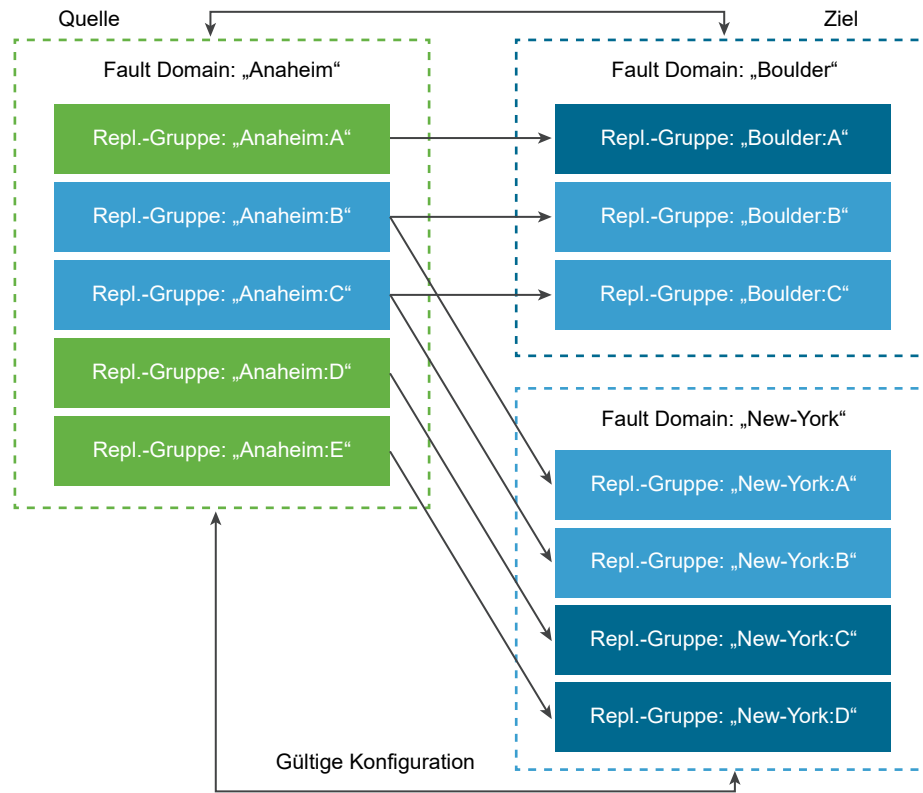 Quelle
Ziel
Fault Domain: „Anaheim“
Repl.-Gruppe: „Anaheim:A“
Repl.-Gruppe: „Anaheim:B“
Repl.-Gruppe: „Anaheim:C“
Repl.-Gruppe: „Anaheim:D“
Repl.-Gruppe: „Anaheim:E“
Fault Domain: „Boulder“
Repl.-Gruppe: „Boulder:A“
Repl.-Gruppe: „Boulder:B“
Repl.-Gruppe: „Boulder:C“
Fault Domain: „New-York“
Repl.-Gruppe: „New-York:A“
Repl.-Gruppe: „New-York:B“
Repl.-Gruppe: „New-York:C“
Repl.-Gruppe: „New-York:D“
Gültige Konfiguration